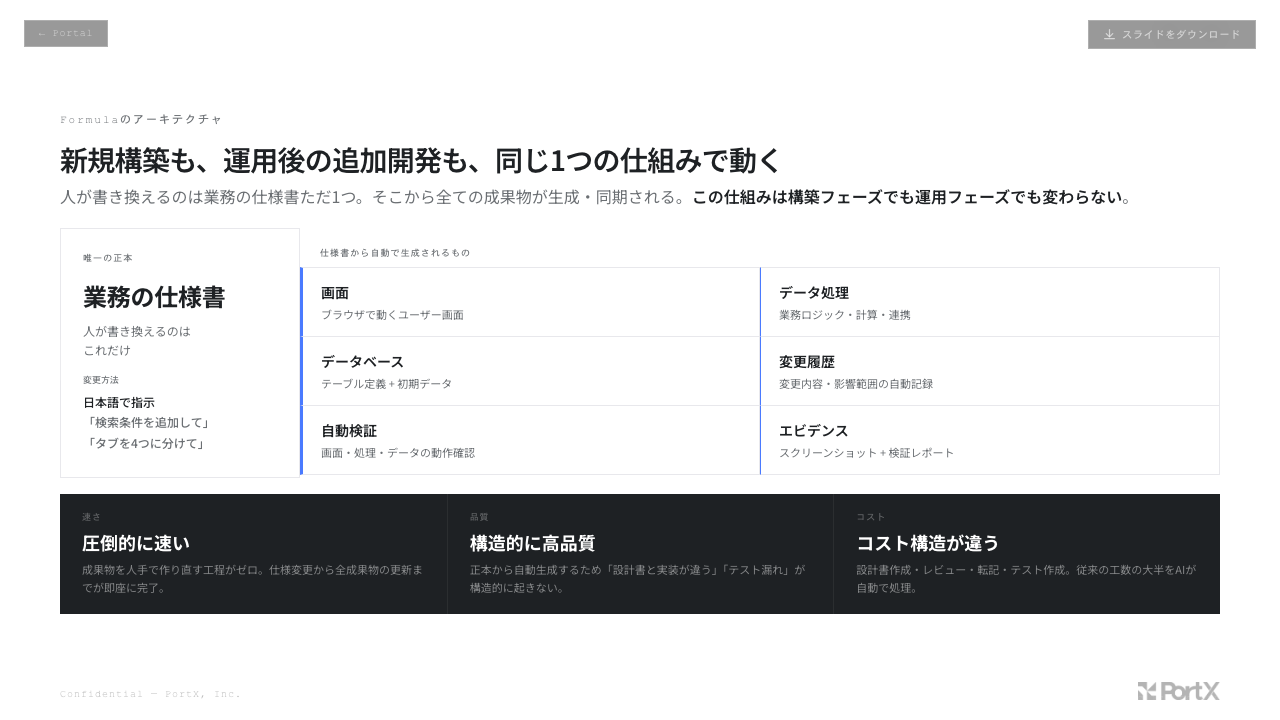 ← Portal
スライドをダウンロード
Formulaのアーキテクチャ
新規構築も、運用後の追加開発も、同じ1つの仕組みで動く
人が書き換えるのは業務の仕様書ただ1つ。そこから全ての成果物が生成・同期される。この仕組みは構築フェーズでも運用フェーズでも変わらない。
唯一の正本
業務の仕様書
人が書き換えるのは
これだけ
変更方法
日本語で指示
「検索条件を追加して」
「タブを4つに分けて」
仕様書から自動で生成されるもの
画面
ブラウザで動くユーザー画面
データ処理
業務ロジック・計算・連携
データベース
テーブル定義 + 初期データ
変更履歴
変更内容・影響範囲の自動記録
自動検証
画面・処理・データの動作確認
エビデンス
スクリーンショット + 検証レポート
速さ
圧倒的に速い
成果物を人手で作り直す工程がゼロ。仕様変更から全成果物の更新ま
でが即座に完了。
品質
構造的に高品質
正本から自動生成するため「設計書と実装が違う」「テスト漏れ」が
構造的に起きない。
コスト
コスト構造が違う
設計書作成・レビュー・転記・テスト作成。従来の工数の大半をAIが
自動で処理。
Confidential — PortX, Inc.
PortX